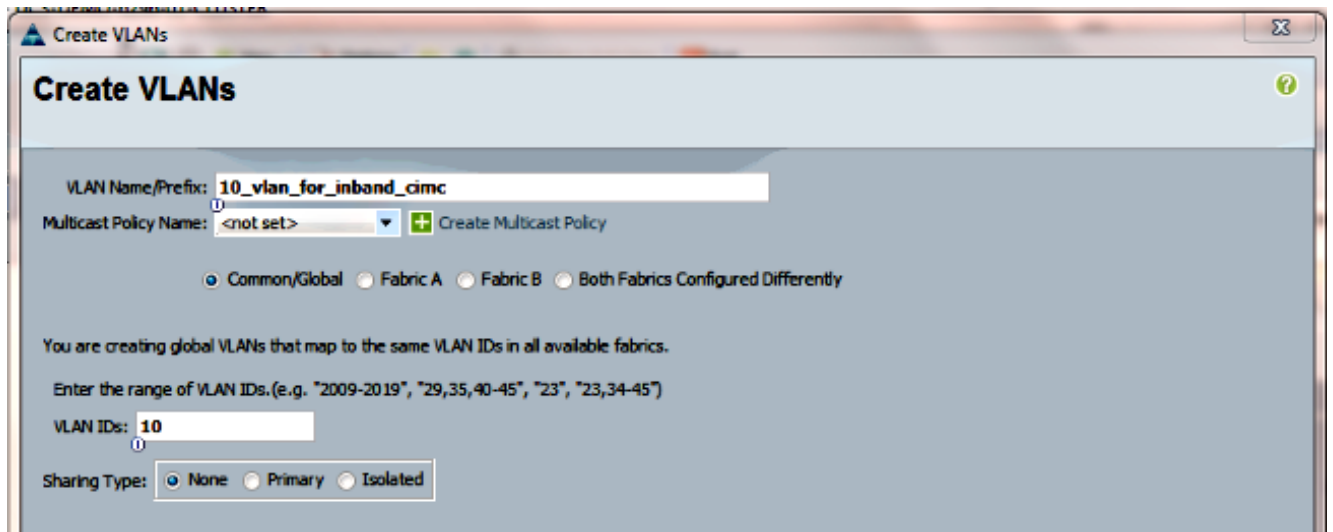 Create VLANs
Create VLANs
VLAN Name/Prefix: 10_vlan_for_inband_cimc
Multicast Policy Name: <not set> Create Multicast Policy
Common/Global Fabric A Fabric B Both Fabrics Configured Differently
You are creating global VLANs that map to the same VLAN IDs in all available fabrics.
Enter the range of VLAN IDs.(e.g. "2009-2019", "29,35,40-45", "23", "23,34-45")
VLAN IDs: 10
Sharing Type: None Primary Isolated